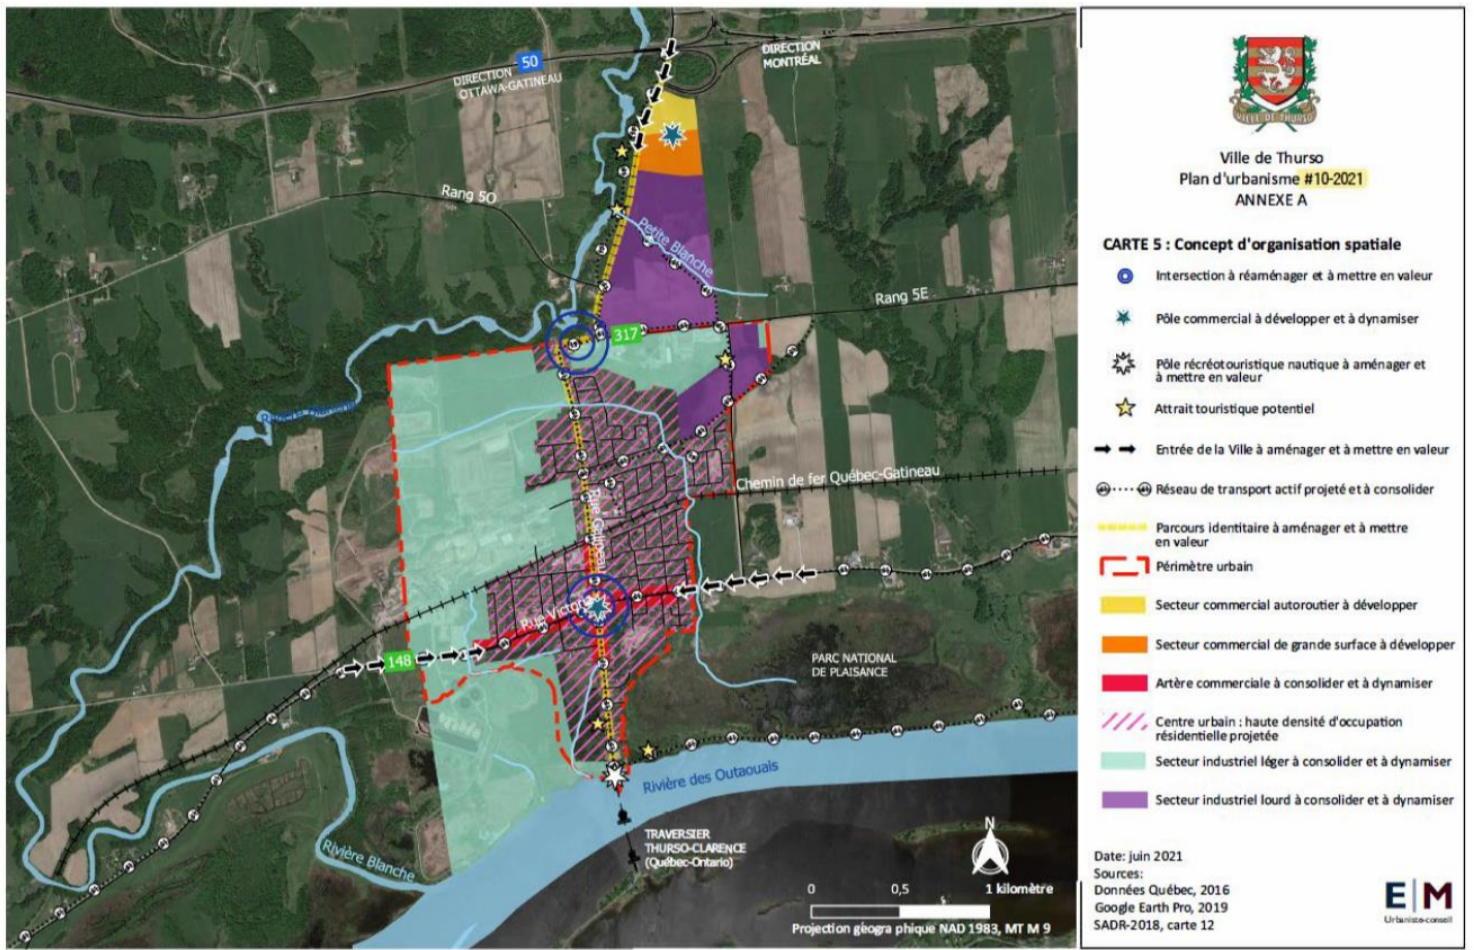 50
DIRECTION
OTTAWA-GATINEAU
DIRECTION
MONTRÉAL
Rang 5O
Petite Blanche
Rang 5E
317
Rivière Blanche
Chemin de fer Québec-Gatineau
Rue Galipeau
Rue Victoria
148
PARC NATIONAL
DE PLAISANCE
Rivière des Outaouais
Rivière Blanche
TRAVERSIER
THURSO-CLARENCE
(Québec-Ontario)
N
0 0,5 1 kilomètre
Projection géogra phique NAD 1983, MT M 9
VILLE DE THURSO
Ville de Thurso
Plan d'urbanisme #10-2021
ANNEXE A
CARTE 5 : Concept d'organisation spatiale
Intersection à réaménager et à mettre en valeur
Pôle commercial à développer et à dynamiser
Pôle récréotouristique nautique à aménager et
à mettre en valeur
Attrait touristique potentiel
Entrée de la Ville à aménager et à mettre en valeur
Réseau de transport actif projeté et à consolider
Parcours identitaire à aménager et à mettre
en valeur
Périmètre urbain
Secteur commercial autoroutier à développer
Secteur commercial de grande surface à développer
Artère commerciale à consolider et à dynamiser
Centre urbain : haute densité d'occupation
résidentielle projetée
Secteur industriel léger à consolider et à dynamiser
Secteur industriel lourd à consolider et à dynamiser
Date: juin 2021
Sources:
Données Québec, 2016
Google Earth Pro, 2019
SADR-2018, carte 12
E|M
Urbaniste-conseil